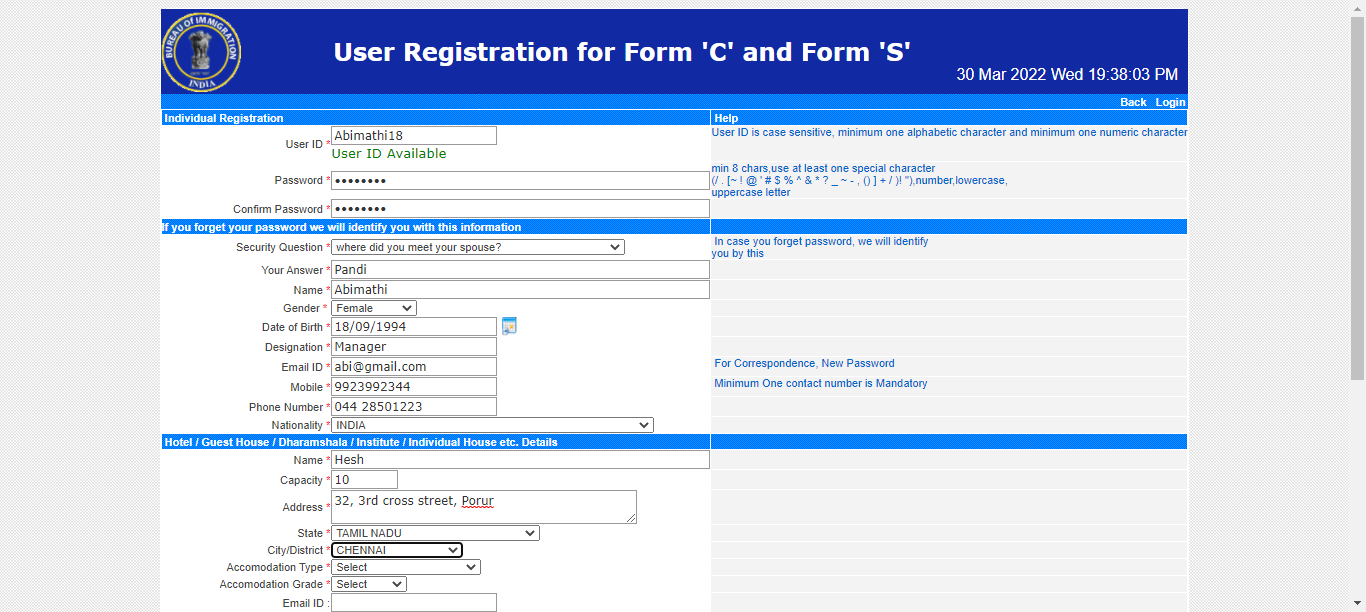 BUREAU OF IMMIGRATION
INDIA
User Registration for Form 'C' and Form 'S'
30 Mar 2022 Wed 19:38:03 PM
Back Login
Individual Registration Help
User ID * Abimathi18 User ID is case sensitive, minimum one alphabetic character and minimum one numeric character
User ID Available
Password * •••••••• min 8 chars,use at least one special character
(/ . [~ ! @ ' # $ % ^ & * ? _ ~ - , () ] + / )! "),number,lowercase,
uppercase letter
Confirm Password * ••••••••
If you forget your password we will identify you with this information
Security Question * where did you meet your spouse? In case you forget password, we will identify
you by this
Your Answer * Pandi
Name * Abimathi
Gender * Female
Date of Birth * 18/09/1994
Designation * Manager
Email ID * abi@gmail.com For Correspondence, New Password
Mobile * 9923992344 Minimum One contact number is Mandatory
Phone Number * 044 28501223
Nationality * INDIA
Hotel / Guest House / Dharamshala / Institute / Individual House etc. Details
Name * Hesh
Capacity * 10
Address * 32, 3rd cross street, Porur
State * TAMIL NADU
City/District * CHENNAI
Accomodation Type * Select
Accomodation Grade * Select
Email ID :